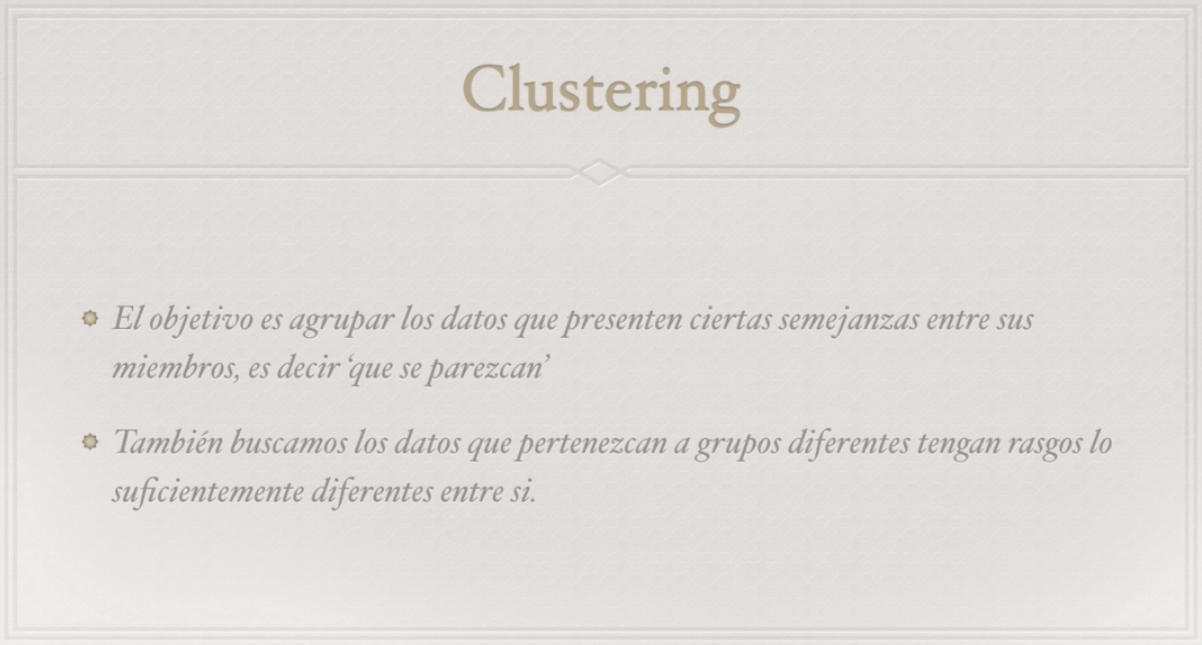 Clustering
El objetivo es agrupar los datos que presenten ciertas semejanzas entre sus
miembros, es decir ‘que se parezcan’
También buscamos los datos que pertenezcan a grupos diferentes tengan rasgos lo
suficientemente diferentes entre si.